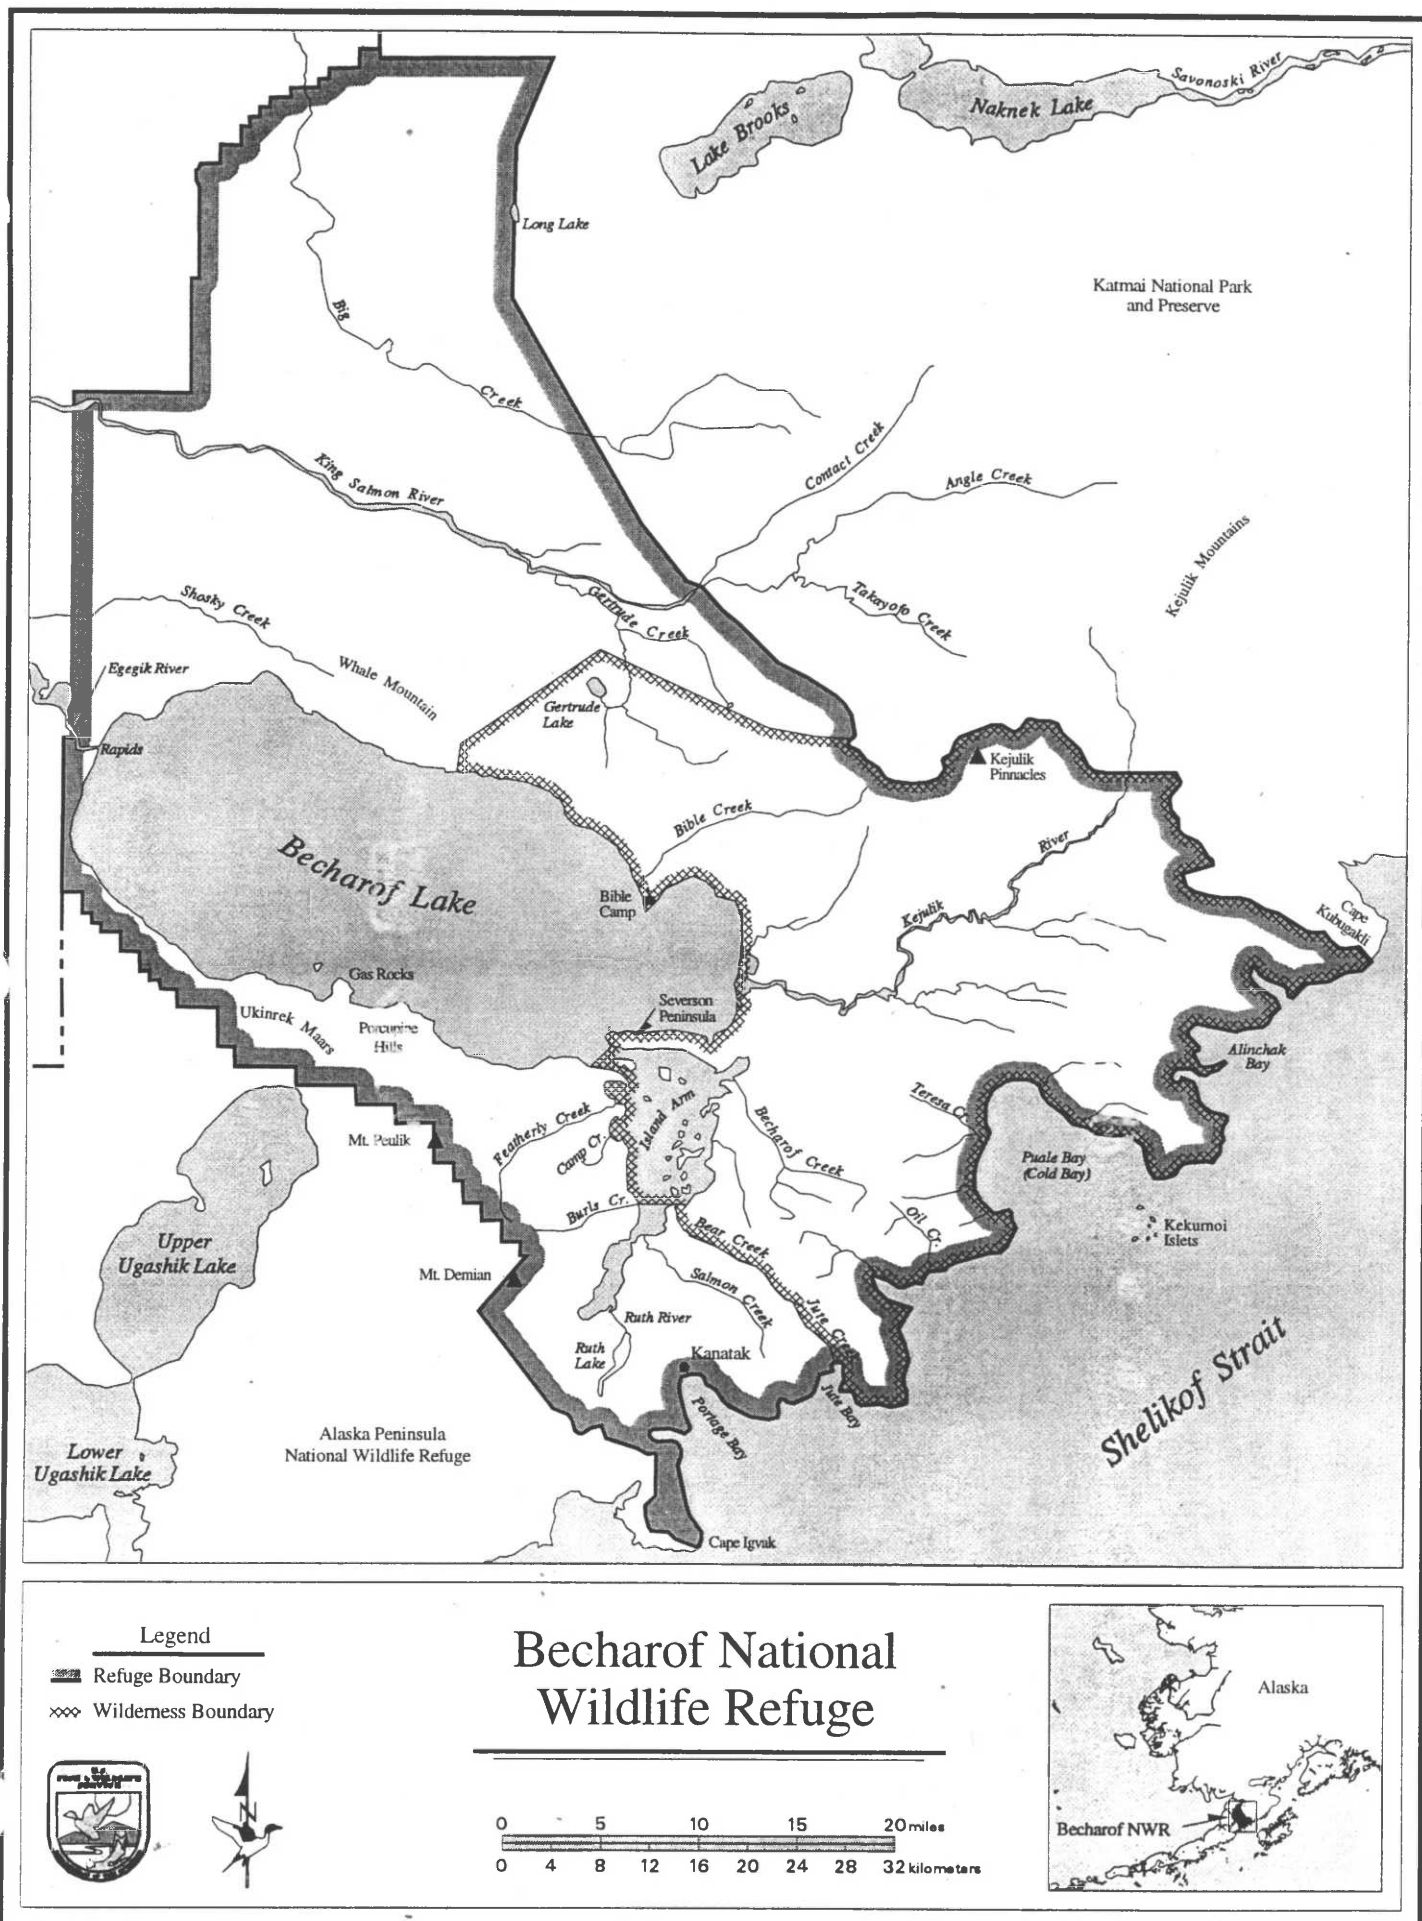 Savonoski River
Naknek Lake
Lake Brooks
Long Lake
Katmai National Park
and Preserve
Big
Creek
Contact Creek
Angle Creek
King Salmon River
Kejulik Mountains
Takayofo Creek
Gertrude Creek
Shosky Creek
Whale Mountain
Egegik River
Gertrude
Lake
Rapids
Kejulik
Pinnacles
Bible Creek
River
Becharof Lake
Bible
Camp
Kejulik
Cape
Kubugakli
Gas Rocks
Severson
Peninsula
Ukinrek Maars
Porcupine
Hills
Alinchak
Bay
Teresa Cr.
Island Arm
Featherly Creek
Becharof Creek
Mt. Peulik
Camp Cr.
Puale Bay
(Cold Bay)
Burls Cr.
Oil Cr.
Bear Creek
Kekurnoi
Islets
Upper
Ugashik Lake
Mt. Demian
Salmon Creek
Jute Creek
Ruth River
Ruth
Lake
Kanatak
Shelikof Strait
Jute Bay
Portage Bay
Alaska Peninsula
National Wildlife Refuge
Lower
Ugashik Lake
Cape Igvak
Legend
Refuge Boundary
Wilderness Boundary
Becharof National
Wildlife Refuge
Alaska
Becharof NWR
U.S.
FISH & WILDLIFE
SERVICE
N
0 5 10 15 20 miles
0 4 8 12 16 20 24 28 32 kilometers